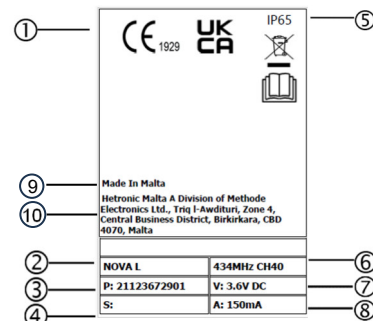 ①
CE 1929
UK
CA
IP65
⑤
⑨
Made In Malta
⑩
Hetronic Malta A Division of Methode
Electronics Ltd., Triq l-Awdituri, Zone 4,
Central Business District, Birkirkara, CBD
4070, Malta
②
NOVA L
434MHz CH40
⑥
③
P: 21123672901
V: 3.6V DC
⑦
④
S:
A: 150mA
⑧